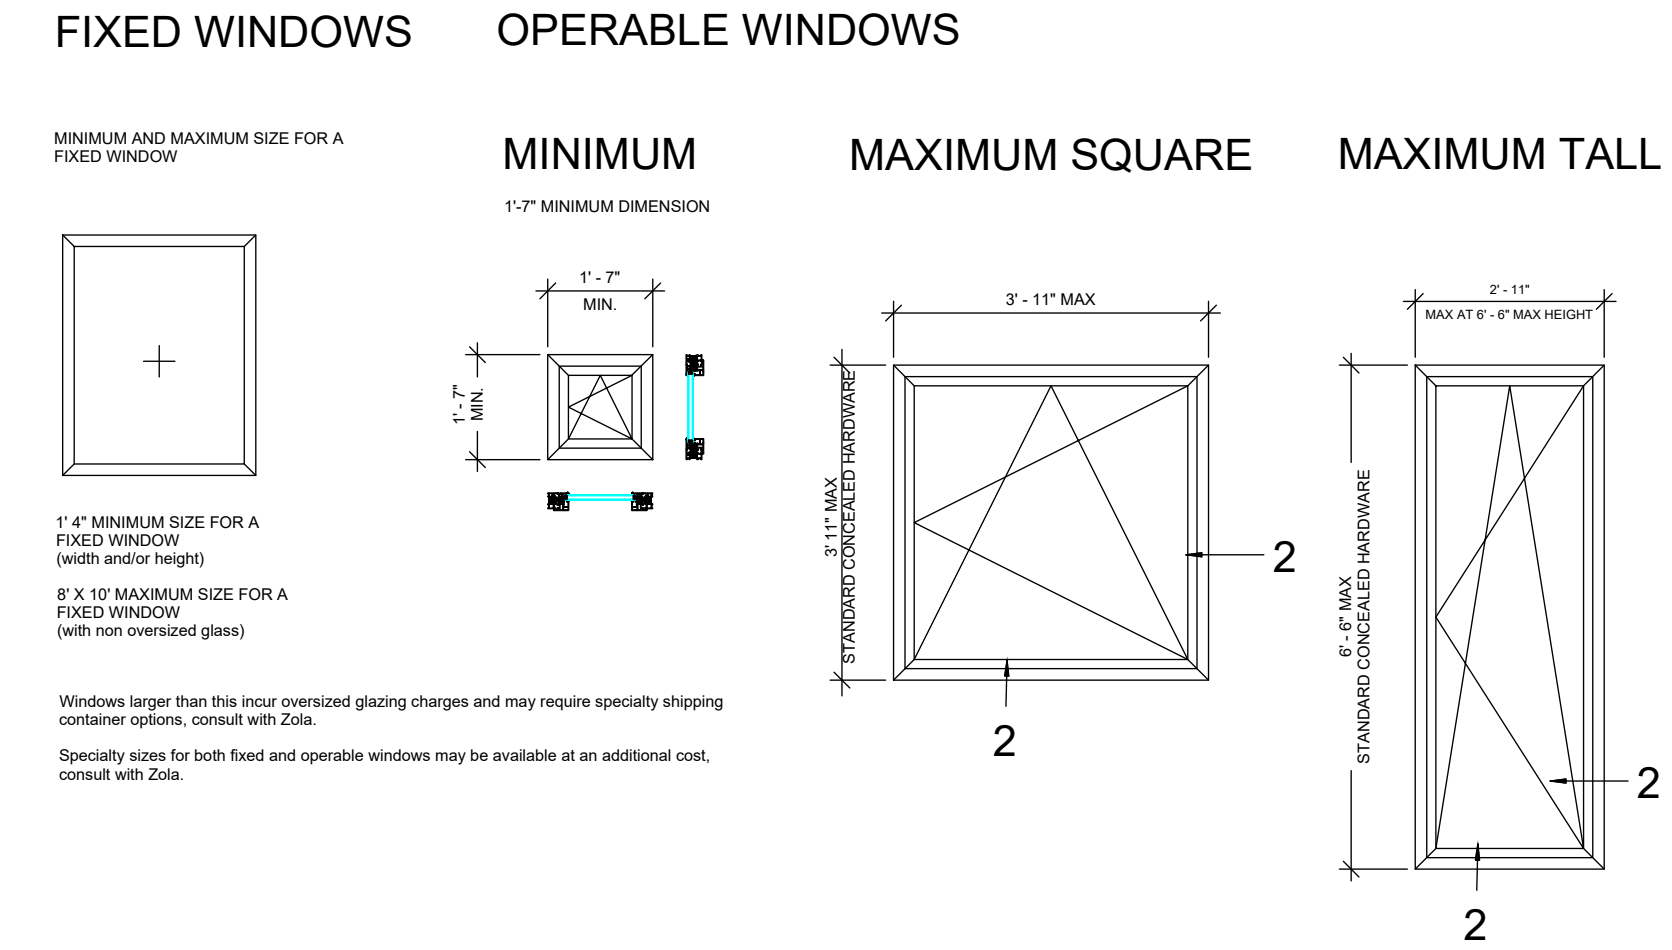 FIXED WINDOWS
OPERABLE WINDOWS
MINIMUM AND MAXIMUM SIZE FOR A
FIXED WINDOW
1' 4" MINIMUM SIZE FOR A
FIXED WINDOW
(width and/or height)
8' X 10' MAXIMUM SIZE FOR A
FIXED WINDOW
(with non oversized glass)
Windows larger than this incur oversized glazing charges and may require specialty shipping
container options, consult with Zola.
Specialty sizes for both fixed and operable windows may be available at an additional cost,
consult with Zola.
MINIMUM
1'-7" MINIMUM DIMENSION
1' - 7"
MIN.
1' - 7"
MIN.
MAXIMUM SQUARE
3' - 11" MAX
3' 11" MAX
STANDARD CONCEALED HARDWARE
2
2
MAXIMUM TALL
2' - 11"
MAX AT 6' - 6" MAX HEIGHT
6' - 6" MAX
STANDARD CONCEALED HARDWARE
2
2